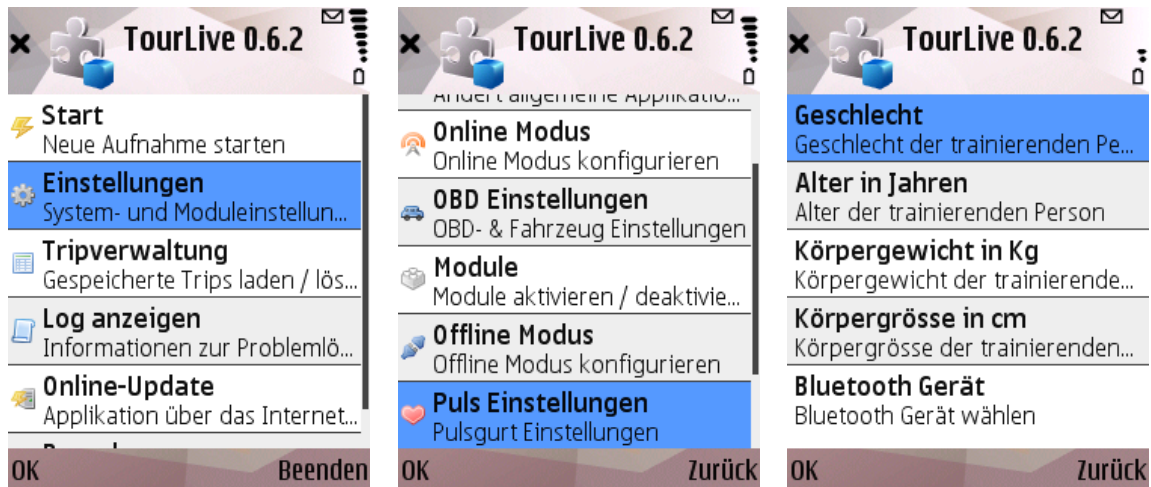 TourLive 0.6.2
Start
Neue Aufnahme starten
Einstellungen
System- und Moduleinstellun...
Tripverwaltung
Gespeicherte Trips laden / lös...
Log anzeigen
Informationen zur Problemlö...
Online-Update
Applikation über das Internet...
OK
Beenden
TourLive 0.6.2
Ändert allgemeine Applikatio...
Online Modus
Online Modus konfigurieren
OBD Einstellungen
OBD- & Fahrzeug Einstellungen
Module
Module aktivieren / deaktivie...
Offline Modus
Offline Modus konfigurieren
Puls Einstellungen
Pulsgurt Einstellungen
OK
Zurück
TourLive 0.6.2
Geschlecht
Geschlecht der trainierenden Pe...
Alter in Jahren
Alter der trainierenden Person
Körpergewicht in Kg
Körpergewicht der trainierende...
Körpergrösse in cm
Körpergrösse der trainierenden...
Bluetooth Gerät
Bluetooth Gerät wählen
OK
Zurück